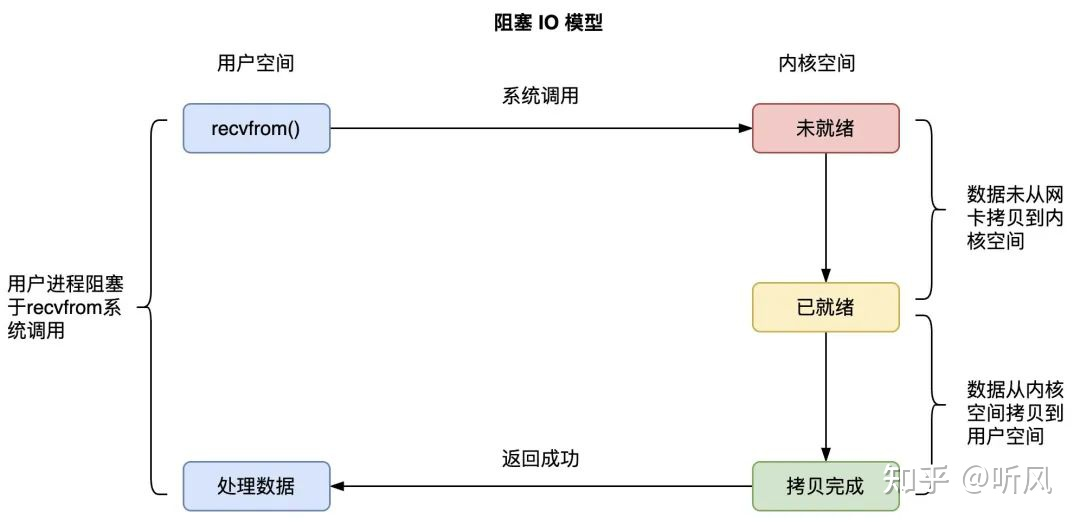 阻塞 IO 模型
用户空间
内核空间
系统调用
recvfrom()
未就绪
数据未从网
卡拷贝到内
核空间
用户进程阻塞
于recvfrom系
统调用
已就绪
数据从内核
空间拷贝到
用户空间
返回成功
处理数据
拷贝完成
知乎 @听风